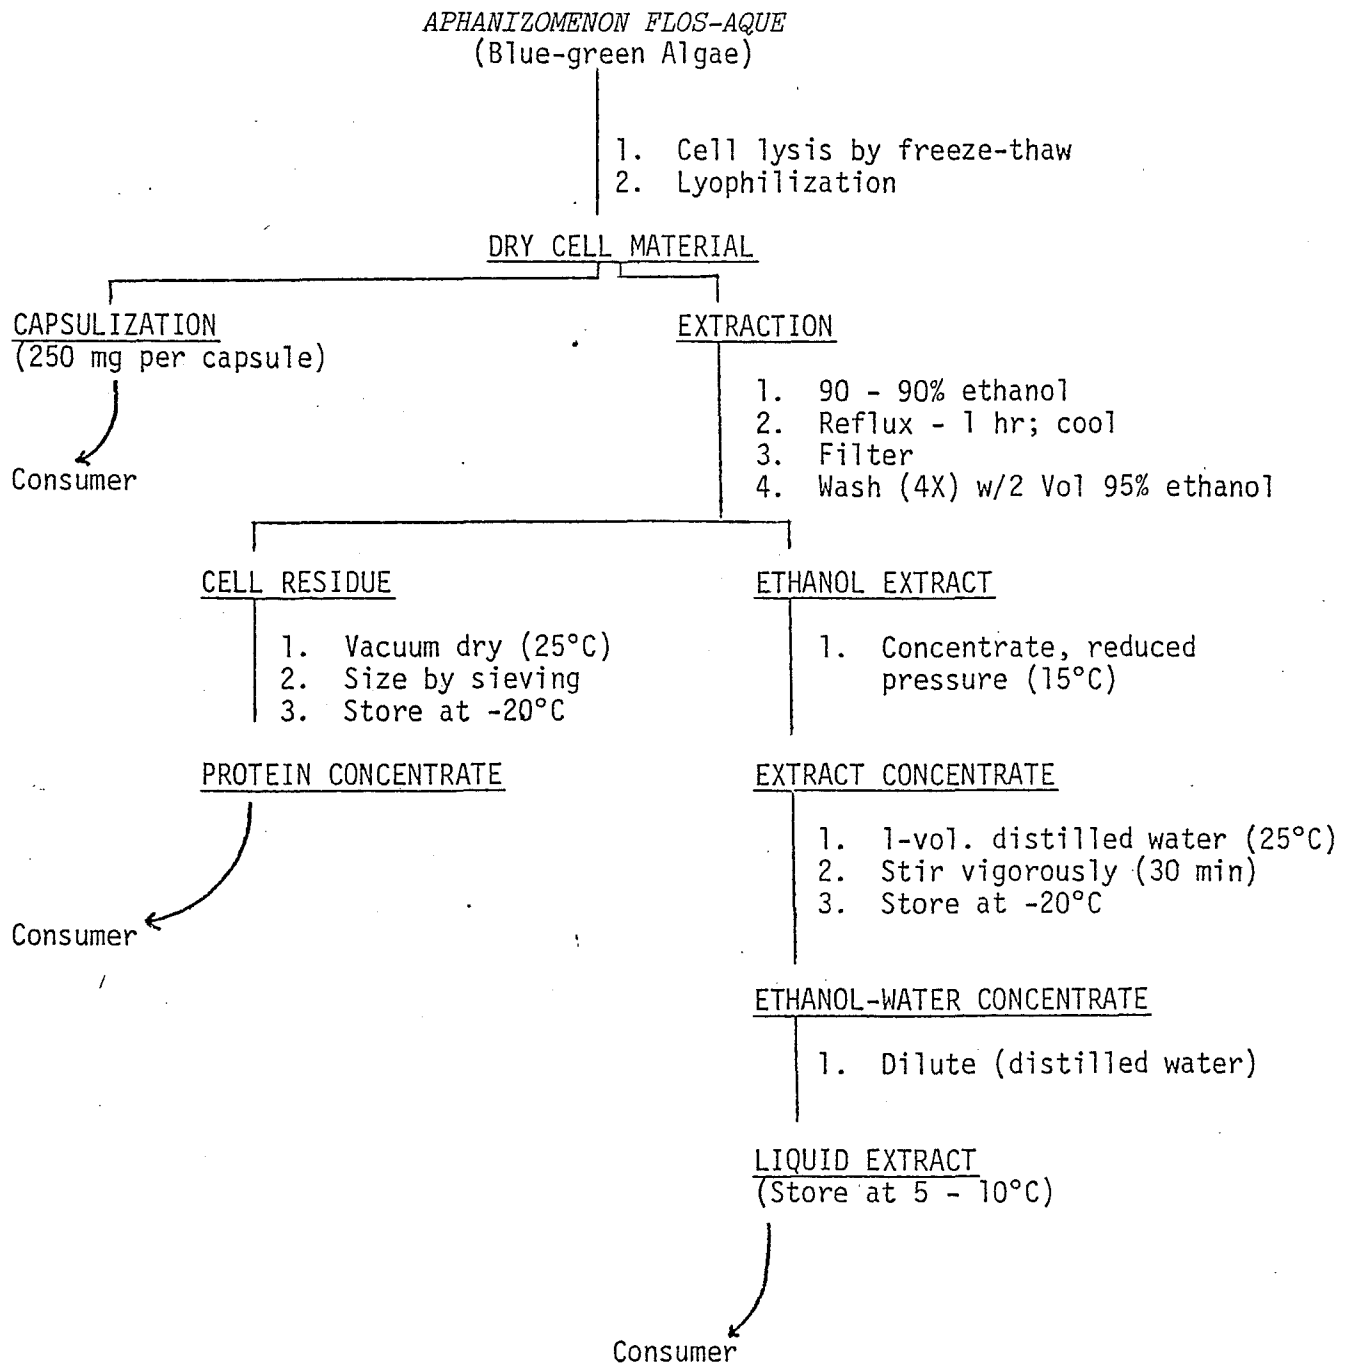 APHANIZOMENON FLOS-AQUE
(Blue-green Algae)
1. Cell lysis by freeze-thaw
2. Lyophilization
DRY CELL MATERIAL
CAPSULIZATION
(250 mg per capsule)
Consumer
EXTRACTION
1. 90 - 90% ethanol
2. Reflux - 1 hr; cool
3. Filter
4. Wash (4X) w/2 Vol 95% ethanol
CELL RESIDUE
1. Vacuum dry (25°C)
2. Size by sieving
3. Store at -20°C
PROTEIN CONCENTRATE
Consumer
ETHANOL EXTRACT
1. Concentrate, reduced
pressure (15°C)
EXTRACT CONCENTRATE
1. 1-vol. distilled water (25°C)
2. Stir vigorously (30 min)
3. Store at -20°C
ETHANOL-WATER CONCENTRATE
1. Dilute (distilled water)
LIQUID EXTRACT
(Store at 5 - 10°C)
Consumer